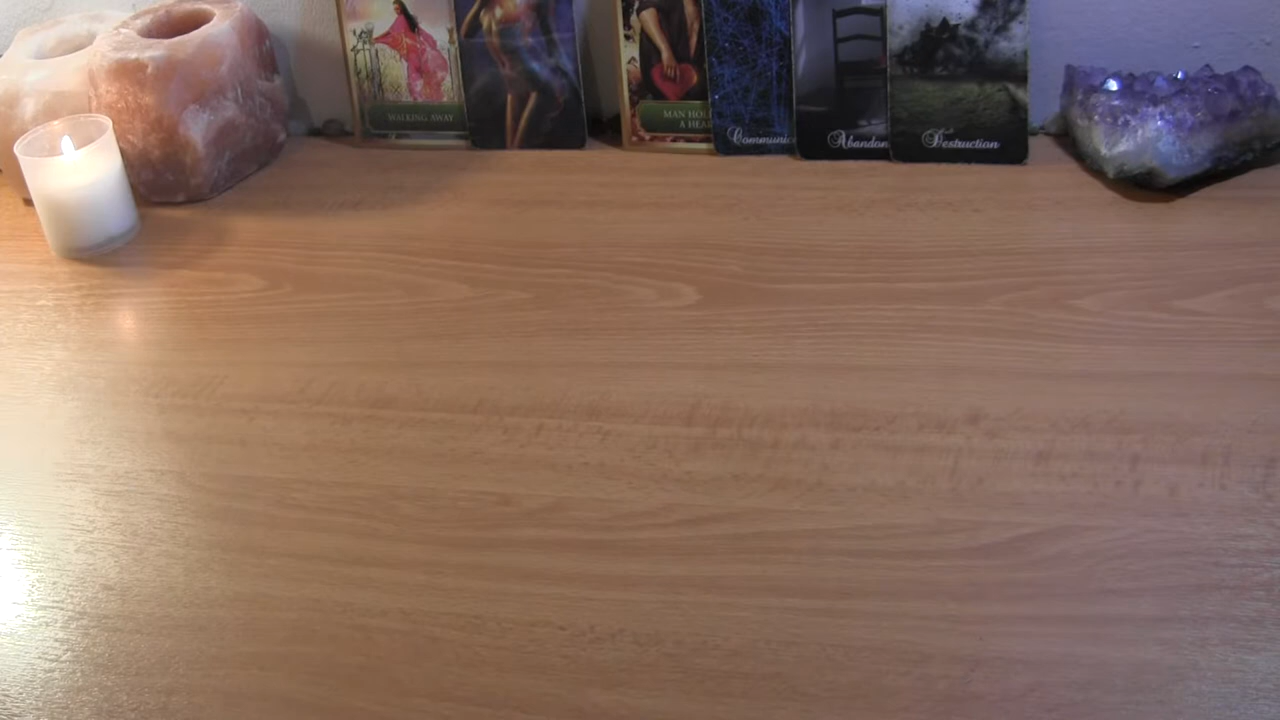 WALKING AWAY
MAN HOL
A HEAR
Communic
Abandon
Destruction